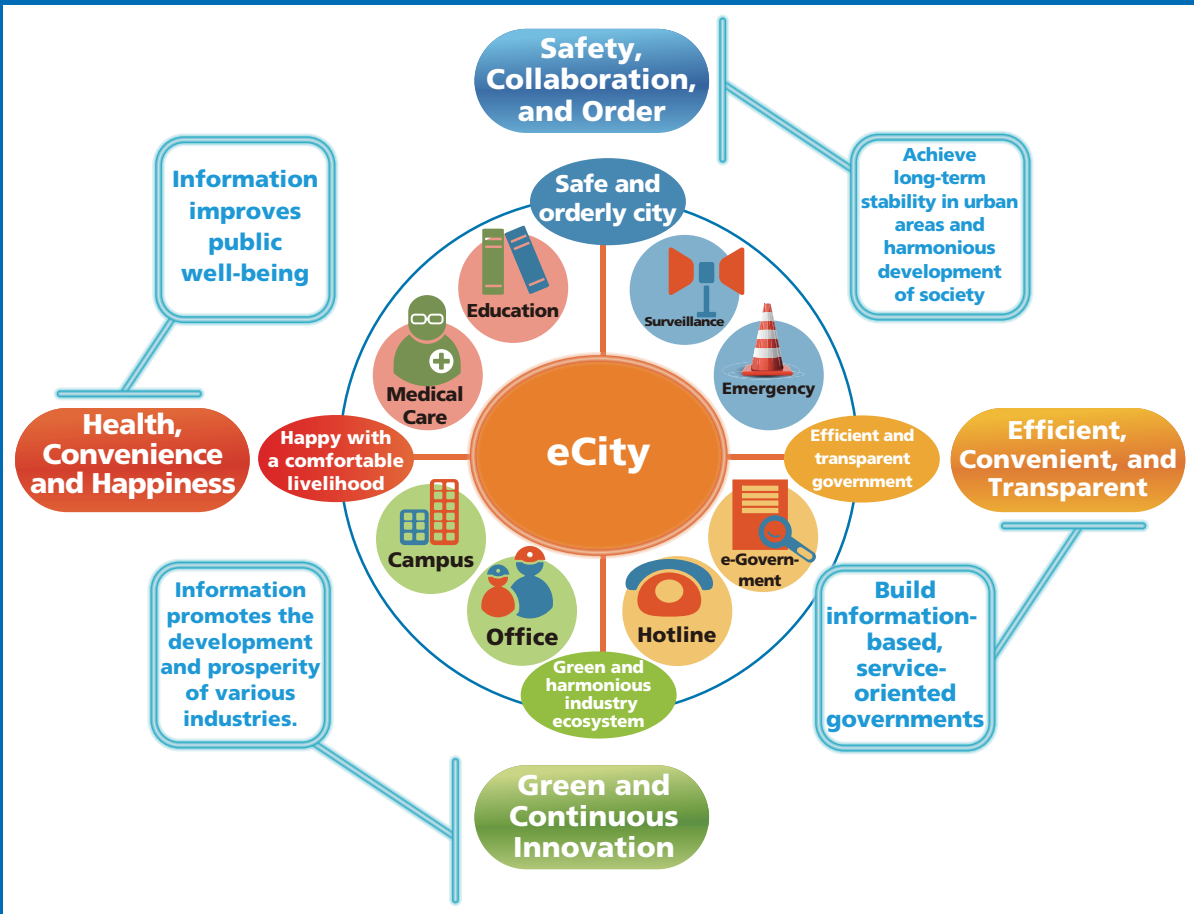 Safety,
Collaboration,
and Order
Achieve
long-term
stability in urban
areas and
harmonious
development
of society
Information
improves
public
well-being
Safe and
orderly city
Education
Surveillance
Medical
Care
Emergency
Health,
Convenience
and Happiness
Happy with
a comfortable
livelihood
eCity
Efficient and
transparent
government
Efficient,
Convenient, and
Transparent
Campus
e-Govern-
ment
Office
Hotline
Information
promotes the
development
and prosperity
of various
industries.
Build
information-
based,
service-
oriented
governments
Green and
harmonious
industry
ecosystem
Green and
Continuous
Innovation